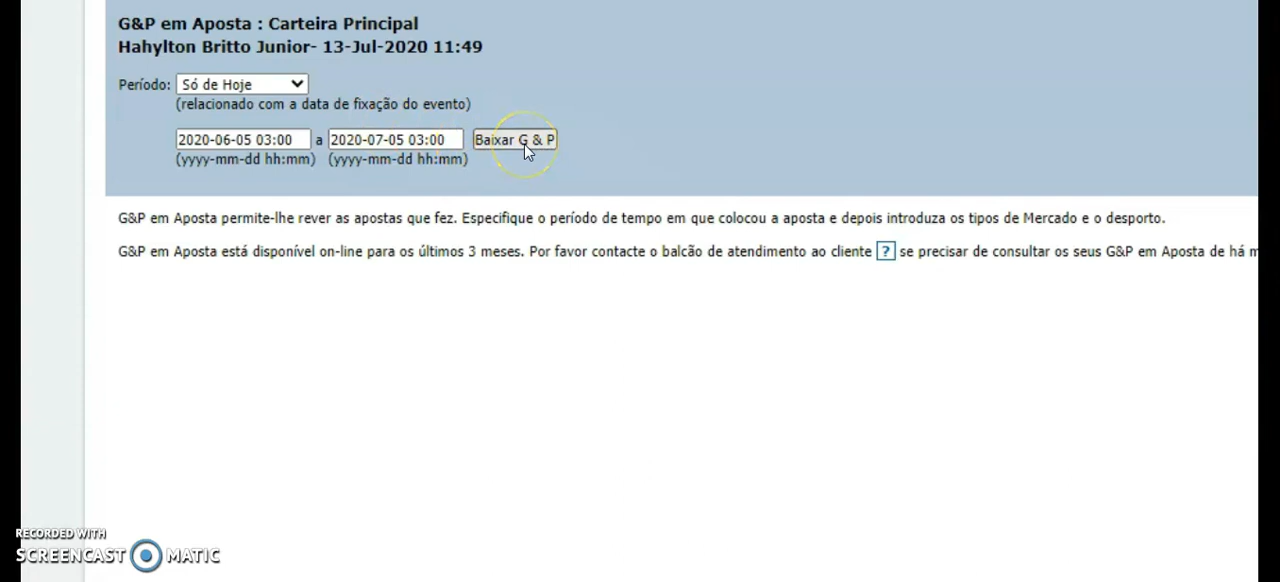 G&P em Aposta : Carteira Principal
Hahylton Britto Junior- 13-Jul-2020 11:49
Período: Só de Hoje
(relacionado com a data de fixação do evento)
2020-06-05 03:00 a 2020-07-05 03:00 Baixar G & P
(yyyy-mm-dd hh:mm) (yyyy-mm-dd hh:mm)
G&P em Aposta permite-lhe rever as apostas que fez. Especifique o período de tempo em que colocou a aposta e depois introduza os tipos de Mercado e o desporto.
G&P em Aposta está disponível on-line para os últimos 3 meses. Por favor contacte o balcão de atendimento ao cliente ? se precisar de consultar os seus G&P em Aposta de há
RECORDED WITH
SCREENCAST MATIC